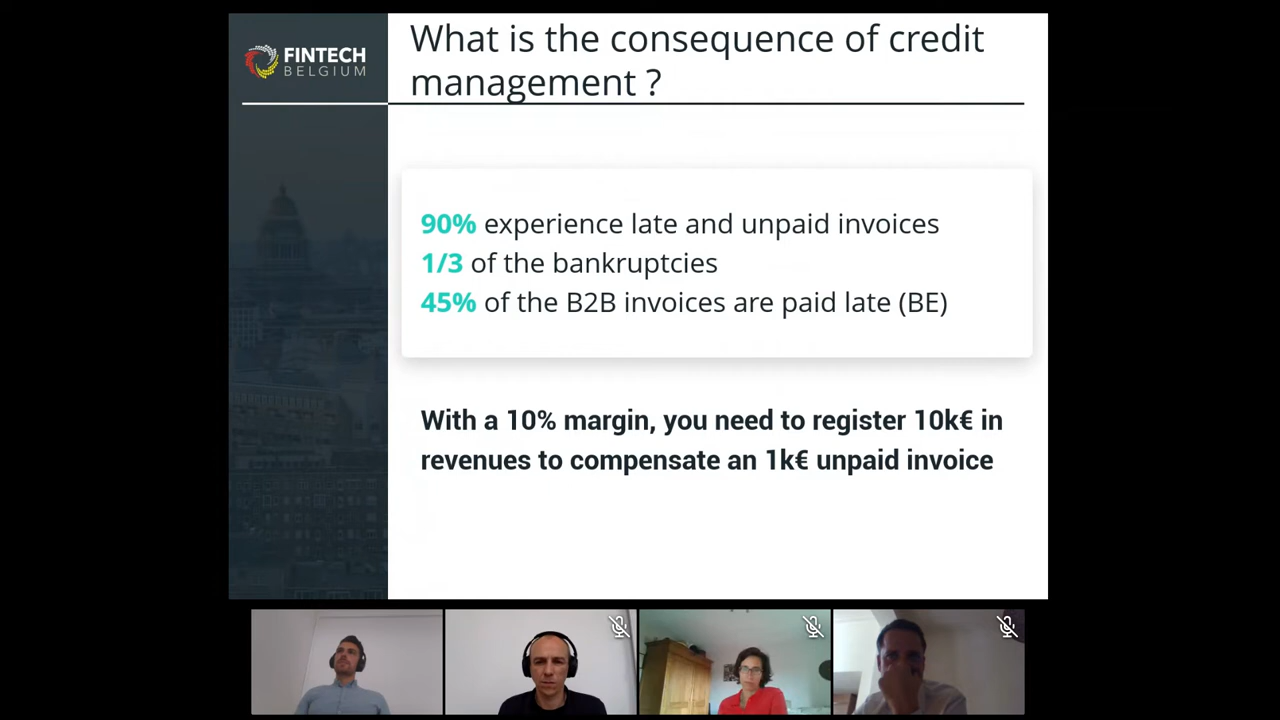 FINTECH
BELGIUM
What is the consequence of credit
management ?
90% experience late and unpaid invoices
1/3 of the bankruptcies
45% of the B2B invoices are paid late (BE)
With a 10% margin, you need to register 10k€ in
revenues to compensate an 1k€ unpaid invoice